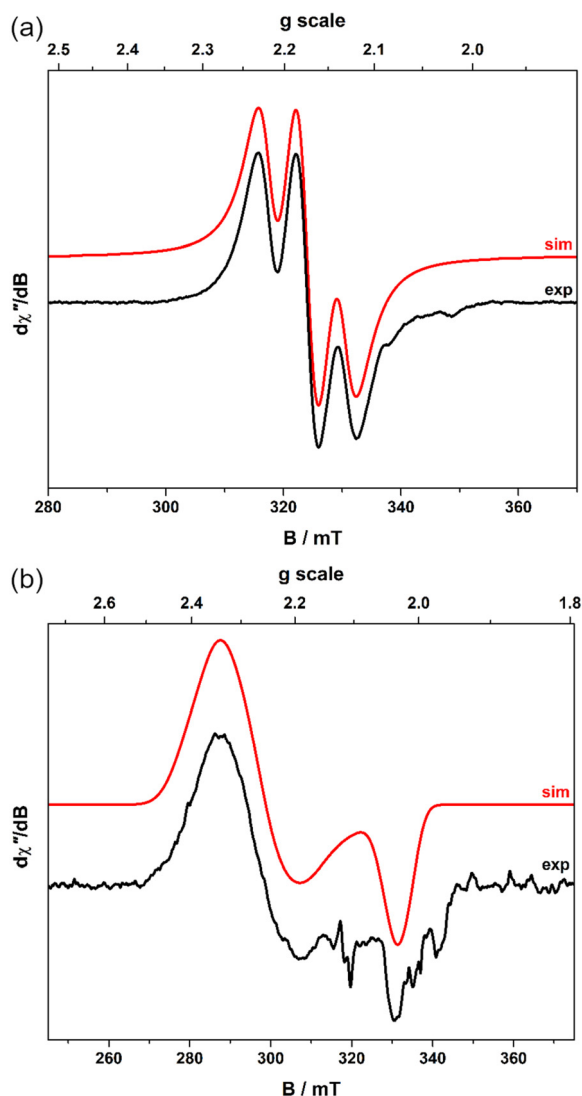 (a)
g scale
2.5 2.4 2.3 2.2 2.1 2.0
dχ''/dB
sim
exp
280 300 320 340 360
B / mT
(b)
g scale
2.6 2.4 2.2 2.0 1.8
dχ''/dB
sim
exp
260 280 300 320 340 360
B / mT